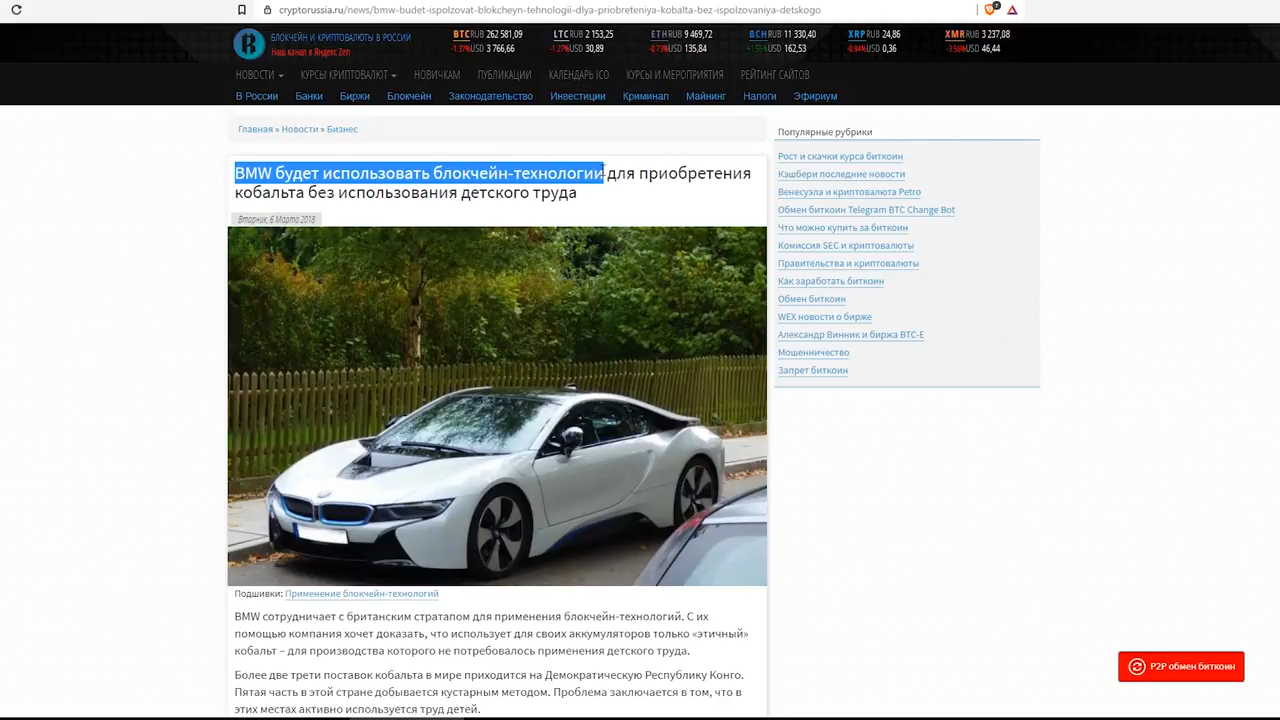 cryptorussia.ru/news/bmw-budet-ispolzovat-blokcheyn-tehnologii-dlya-priobreteniya-kobalta-bez-ispolzovaniya-detskogo
БЛОКЧЕЙН И КРИПТОВАЛЮТЫ В РОССИИ
Наш канал в Яндекс Zen
BTC RUB 262 581,09
-1.37% USD 3 766,66
LTC RUB 2 153,25
-1.27% USD 30,89
ETH RUB 9 469,72
-0.73% USD 135,84
BCH RUB 11 330,40
+1.55% USD 162,53
XRP RUB 24,86
-0.94% USD 0,36
XMR RUB 3 237,08
-3.56% USD 46,44
НОВОСТИ КУРСЫ КРИПТОВАЛЮТ НОВИЧКАМ ПУБЛИКАЦИИ КАЛЕНДАРЬ ICO КУРСЫ И МЕРОПРИЯТИЯ РЕЙТИНГ САЙТОВ
В России Банки Биржи Блокчейн Законодательство Инвестиции Криминал Майнинг Налоги Эфириум
Главная » Новости » Бизнес
BMW будет использовать блокчейн-технологии для приобретения
кобальта без использования детского труда
Вторник, 6 Марта 2018
Подшивки: Применение блокчейн-технологий
BMW сотрудничает с британским стратапом для применения блокчейн-технологий. С их
помощью компания хочет доказать, что использует для своих аккумуляторов только «этичный»
кобальт – для производства которого не потребовалось применения детского труда.
Более две трети поставок кобальта в мире приходится на Демократическую Республику Конго.
Пятая часть в этой стране добывается кустарным методом. Проблема заключается в том, что в
этих местах активно используется труд детей.
Популярные рубрики
Рост и скачки курса биткоин
Кэшбери последние новости
Венесуэла и криптовалюта Petro
Обмен биткоин Telegram BTC Change Bot
Что можно купить за биткоин
Комиссия SEC и криптовалюты
Правительства и криптовалюты
Как заработать биткоин
Обмен биткоин
WEX новости о бирже
Александр Винник и биржа BTC-E
Мошенничество
Запрет биткоин
P2P обмен биткоин